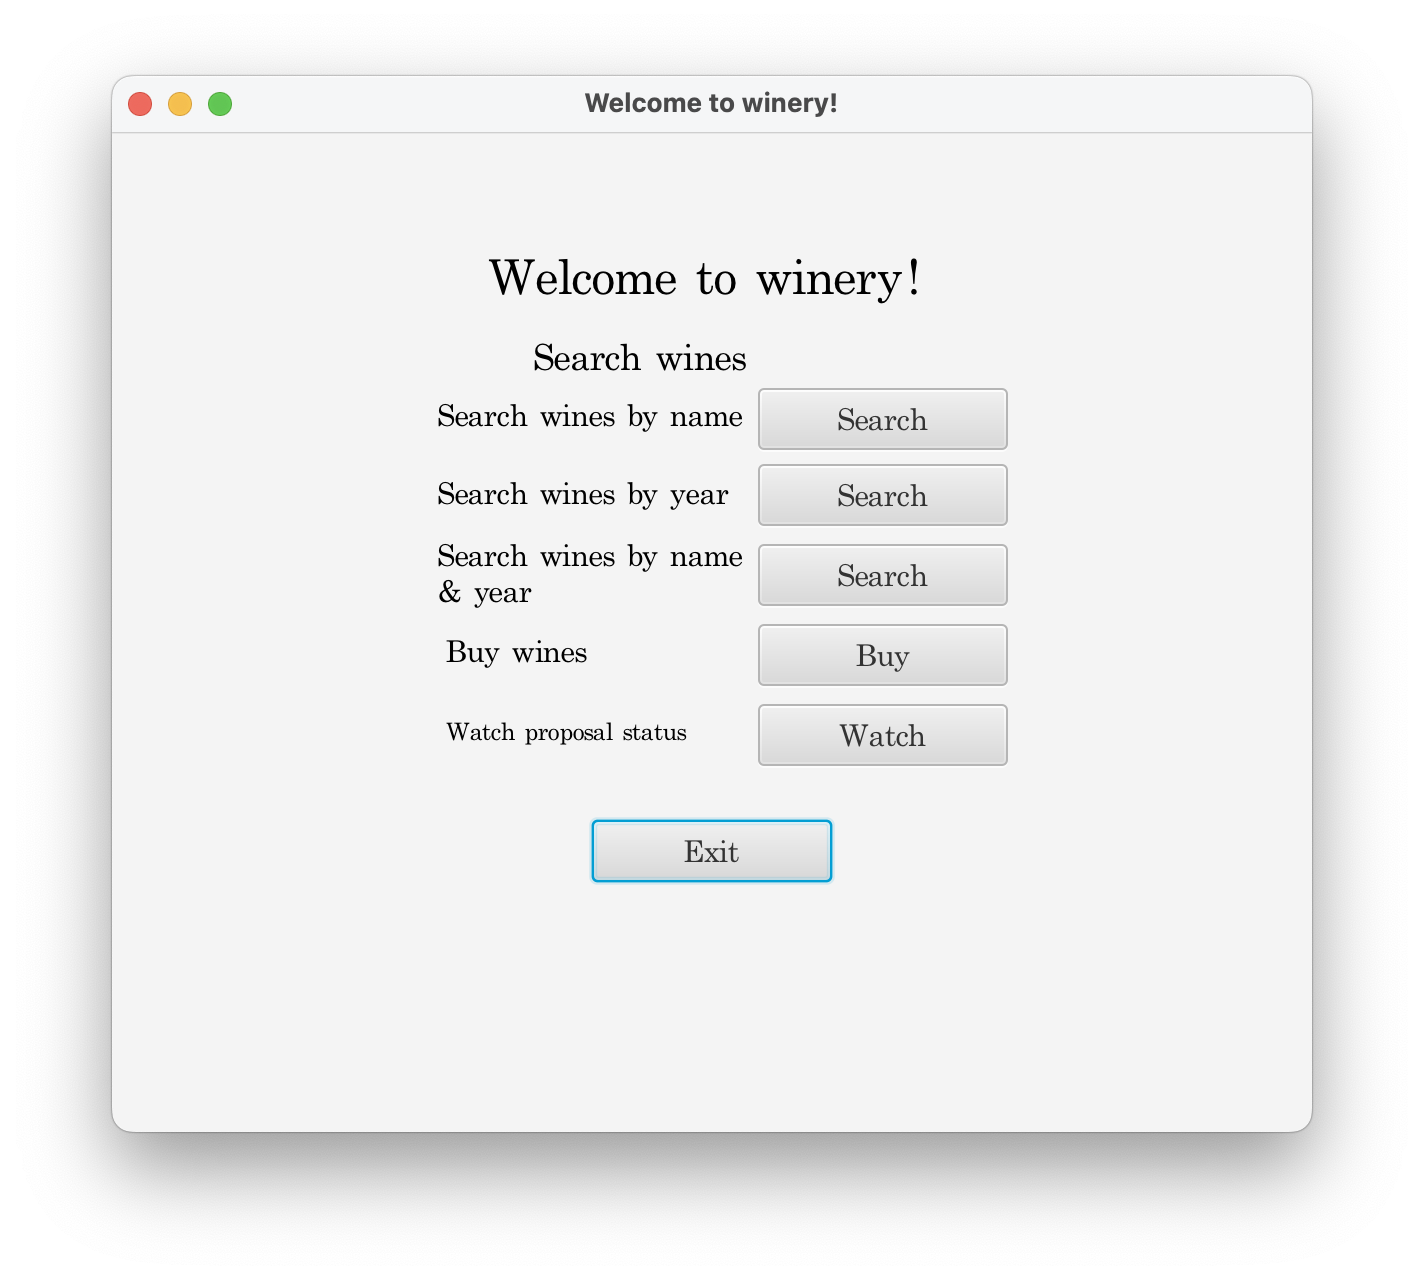 Welcome to winery!
Welcome to winery!
Search wines
Search wines by name
Search
Search wines by year
Search
Search wines by name
& year
Search
Buy wines
Buy
Watch proposal status
Watch
Exit